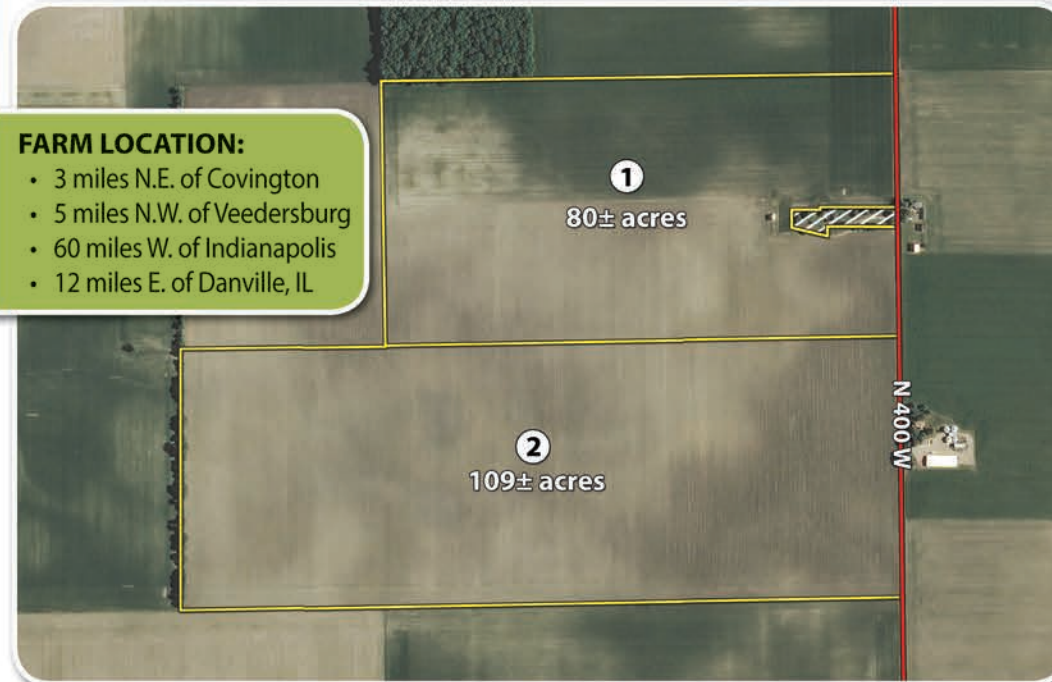 FARM LOCATION:
• 3 miles N.E. of Covington
• 5 miles N.W. of Veedersburg
• 60 miles W. of Indianapolis
• 12 miles E. of Danville, IL
1
80± acres
N 400 W
2
109± acres